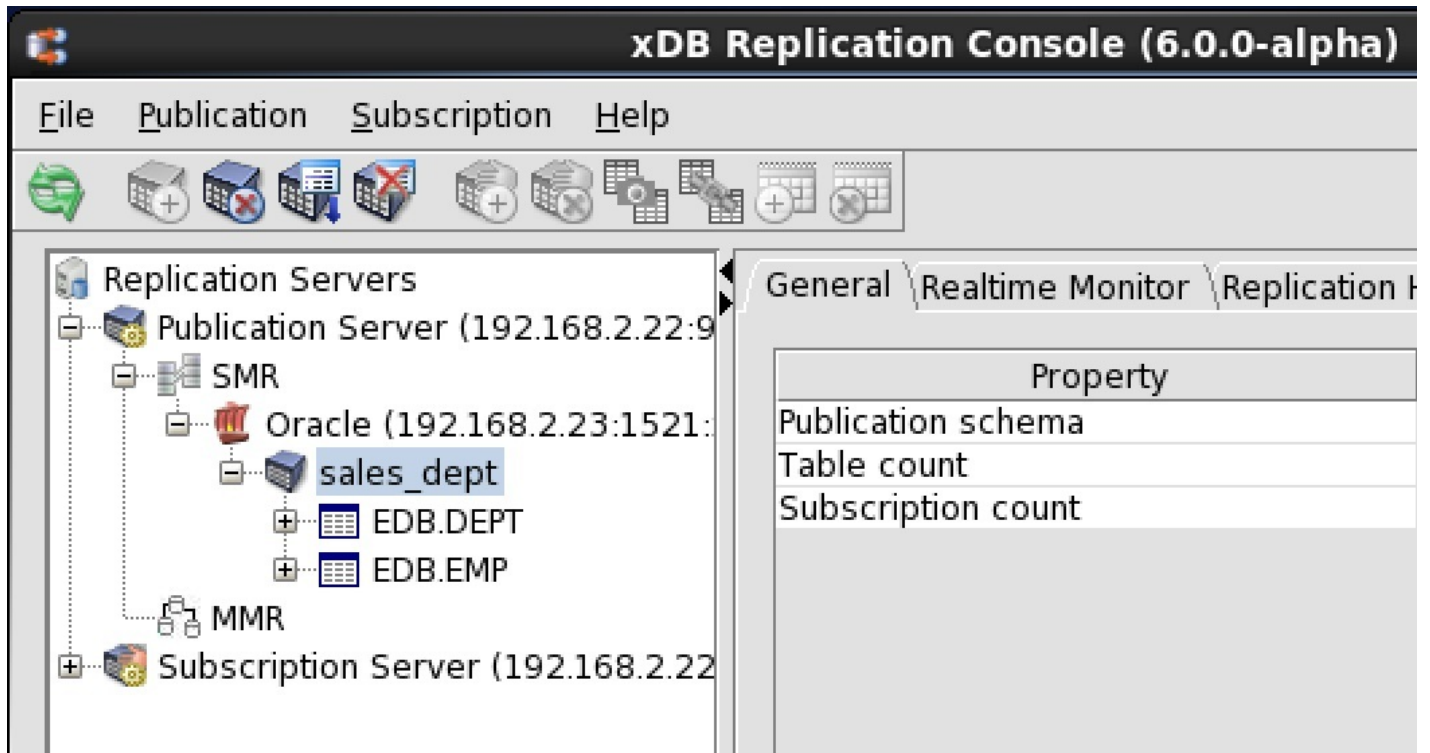 xDB Replication Console (6.0.0-alpha)
File Publication Subscription Help
Replication Servers
Publication Server (192.168.2.22:9
SMR
Oracle (192.168.2.23:1521:
sales_dept
EDB.DEPT
EDB.EMP
MMR
Subscription Server (192.168.2.22
General Realtime Monitor Replication
Property
Publication schema
Table count
Subscription count